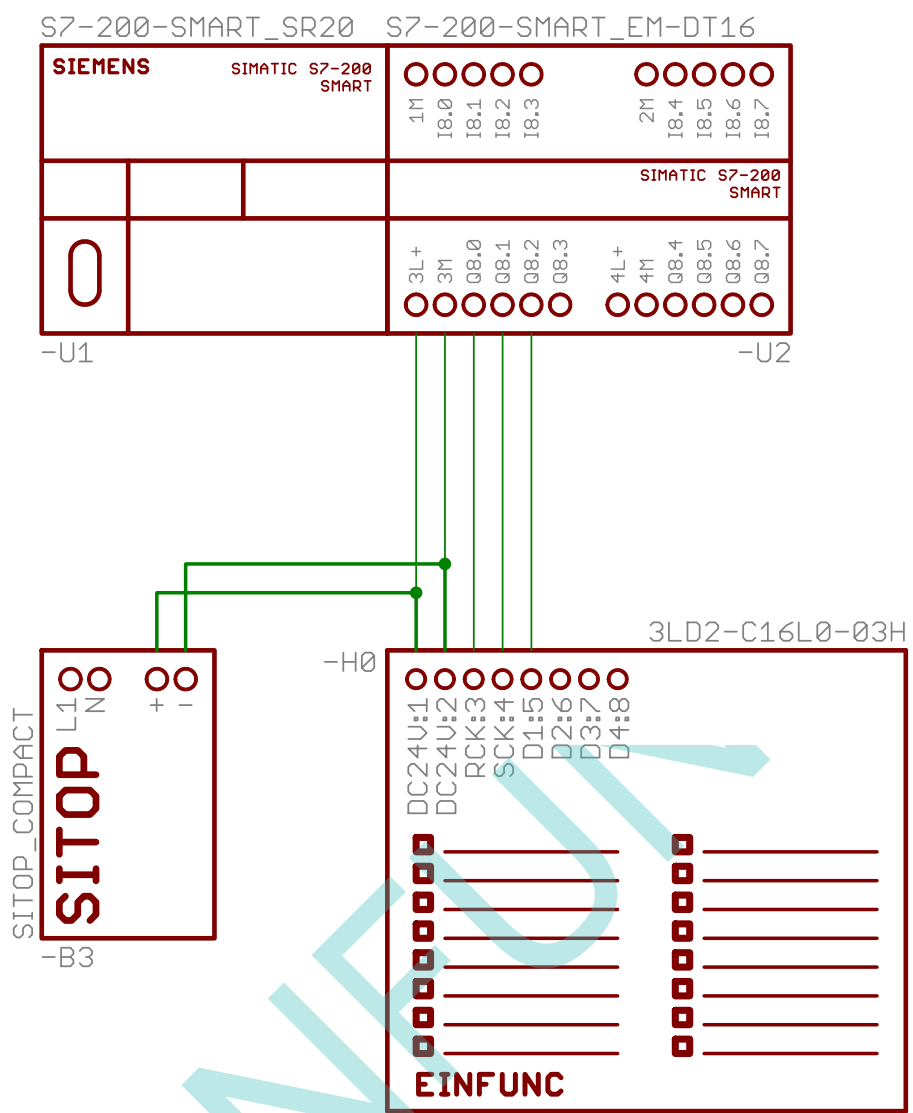 S7-200-SMART_SR20 S7-200-SMART_EM-DT16
SIEMENS SIMATIC S7-200
SMART
1M I8.0 I8.1 I8.2 I8.3 2M I8.4 I8.5 I8.6 I8.7
SIMATIC S7-200
SMART
3L+ 3M Q8.0 Q8.1 Q8.2 Q8.3 4L+ 4M Q8.4 Q8.5 Q8.6 Q8.7
-U1 -U2
3LD2-C16L0-03H
-H0
L1 N + -
DC24V:1 DC24V:2 RCK:3 SCK:4 D1:5 D2:6 D3:7 D4:8
SITOP_COMPACT
SITOP
-B3
EINFUNC